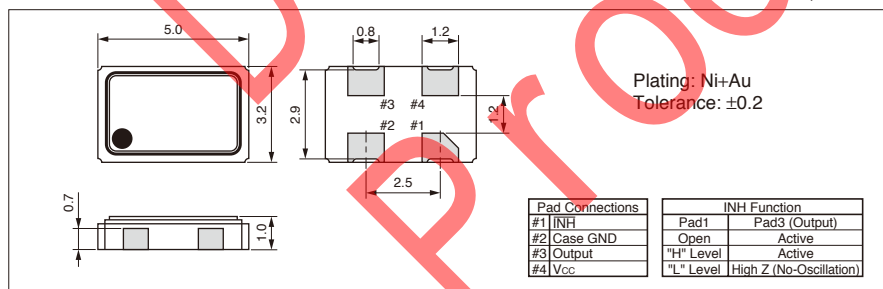 5.0
3.2
0.7
1.0
0.8
1.2
2.9
#3 #4
#2 #1
1.2
2.5
Plating: Ni+Au
Tolerance: ±0.2
Pad Connections
#1 INH
#2 Case GND
#3 Output
#4 Vcc
INH Function
Pad1 Pad3 (Output)
Open Active
"H" Level Active
"L" Level High Z (No-Oscillation)